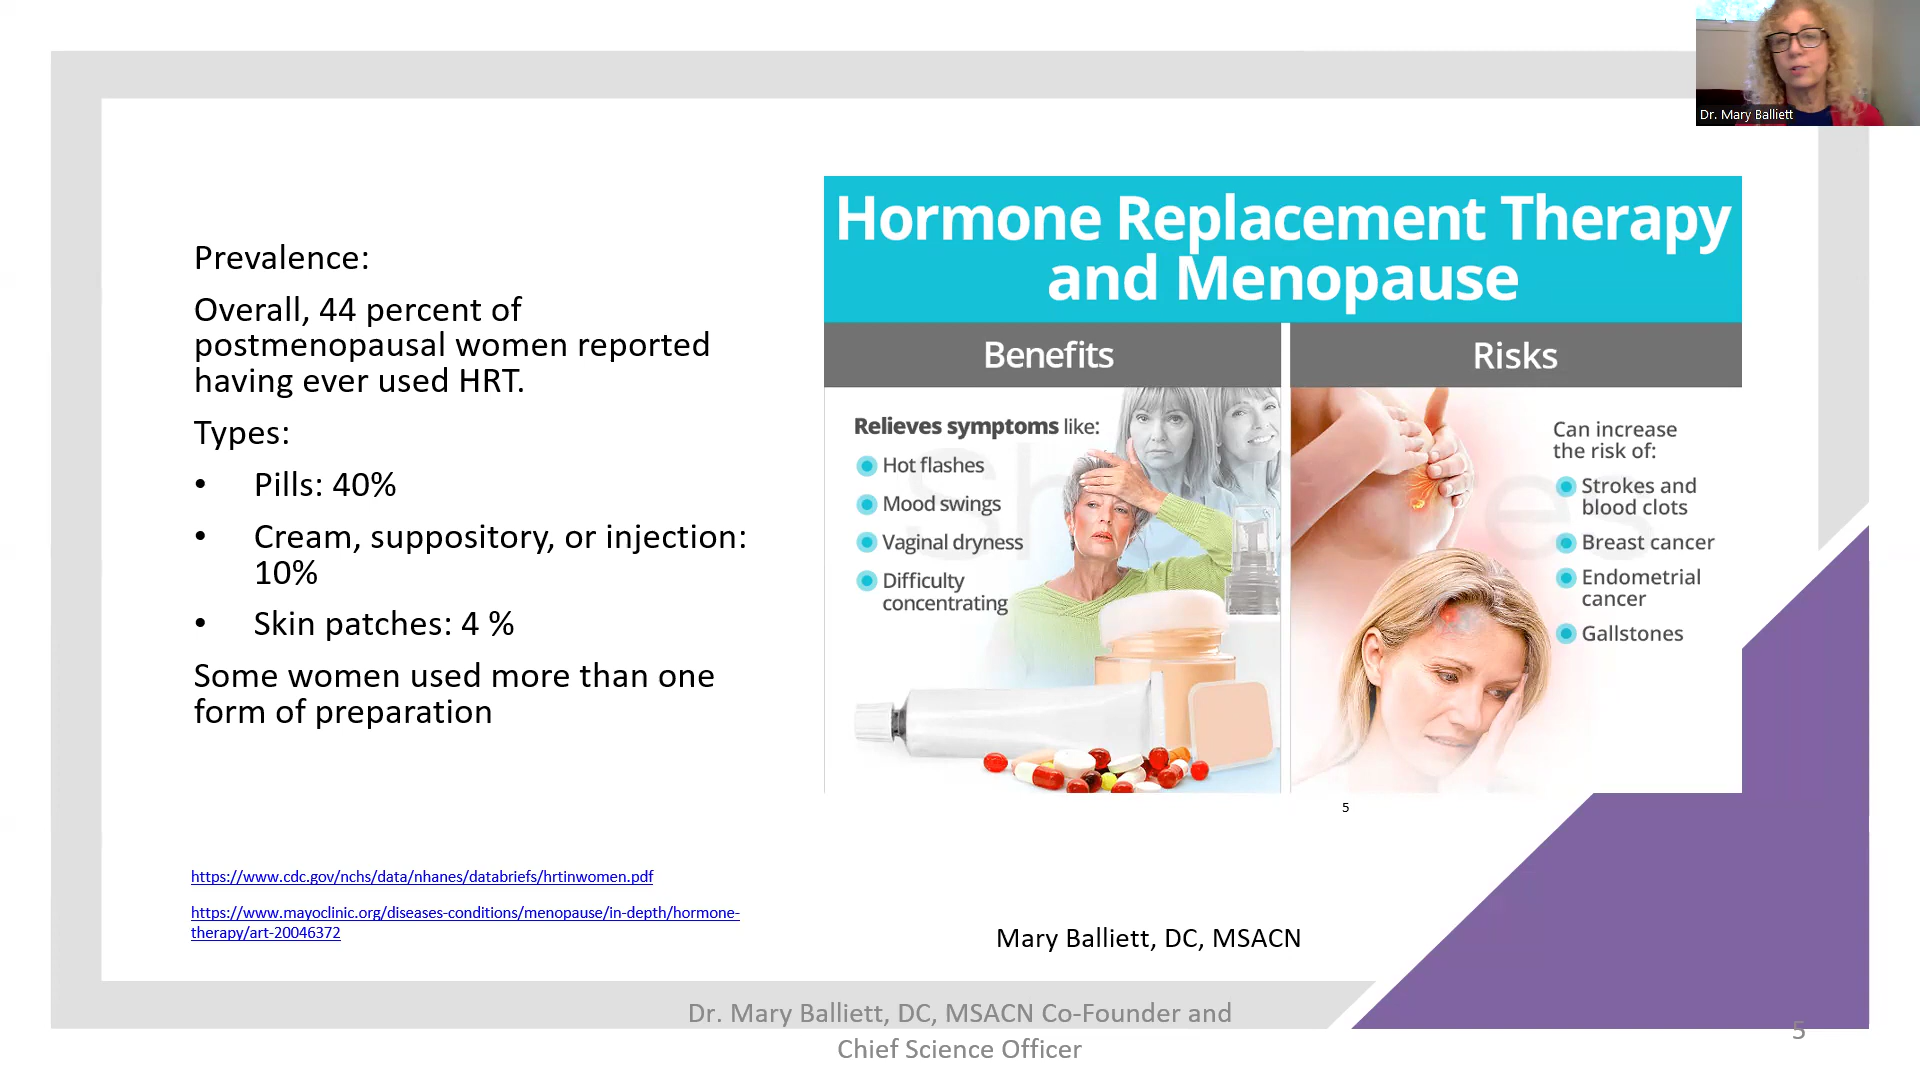 Dr. Mary Balliett
Prevalence:
Overall, 44 percent of
postmenopausal women reported
having ever used HRT.
Types:
• Pills: 40%
• Cream, suppository, or injection:
10%
• Skin patches: 4 %
Some women used more than one
form of preparation
https://www.cdc.gov/nchs/data/nhanes/databriefs/hrtinwomen.pdf
https://www.mayoclinic.org/diseases-conditions/menopause/in-depth/hormone-
therapy/art-20046372
Hormone Replacement Therapy
and Menopause
Benefits
Relieves symptoms like:
Hot flashes
Mood swings
Vaginal dryness
Difficulty
concentrating
Risks
Can increase
the risk of:
Strokes and
blood clots
Breast cancer
Endometrial
cancer
Gallstones
5
Mary Balliett, DC, MSACN
Dr. Mary Balliett, DC, MSACN Co-Founder and
Chief Science Officer
5